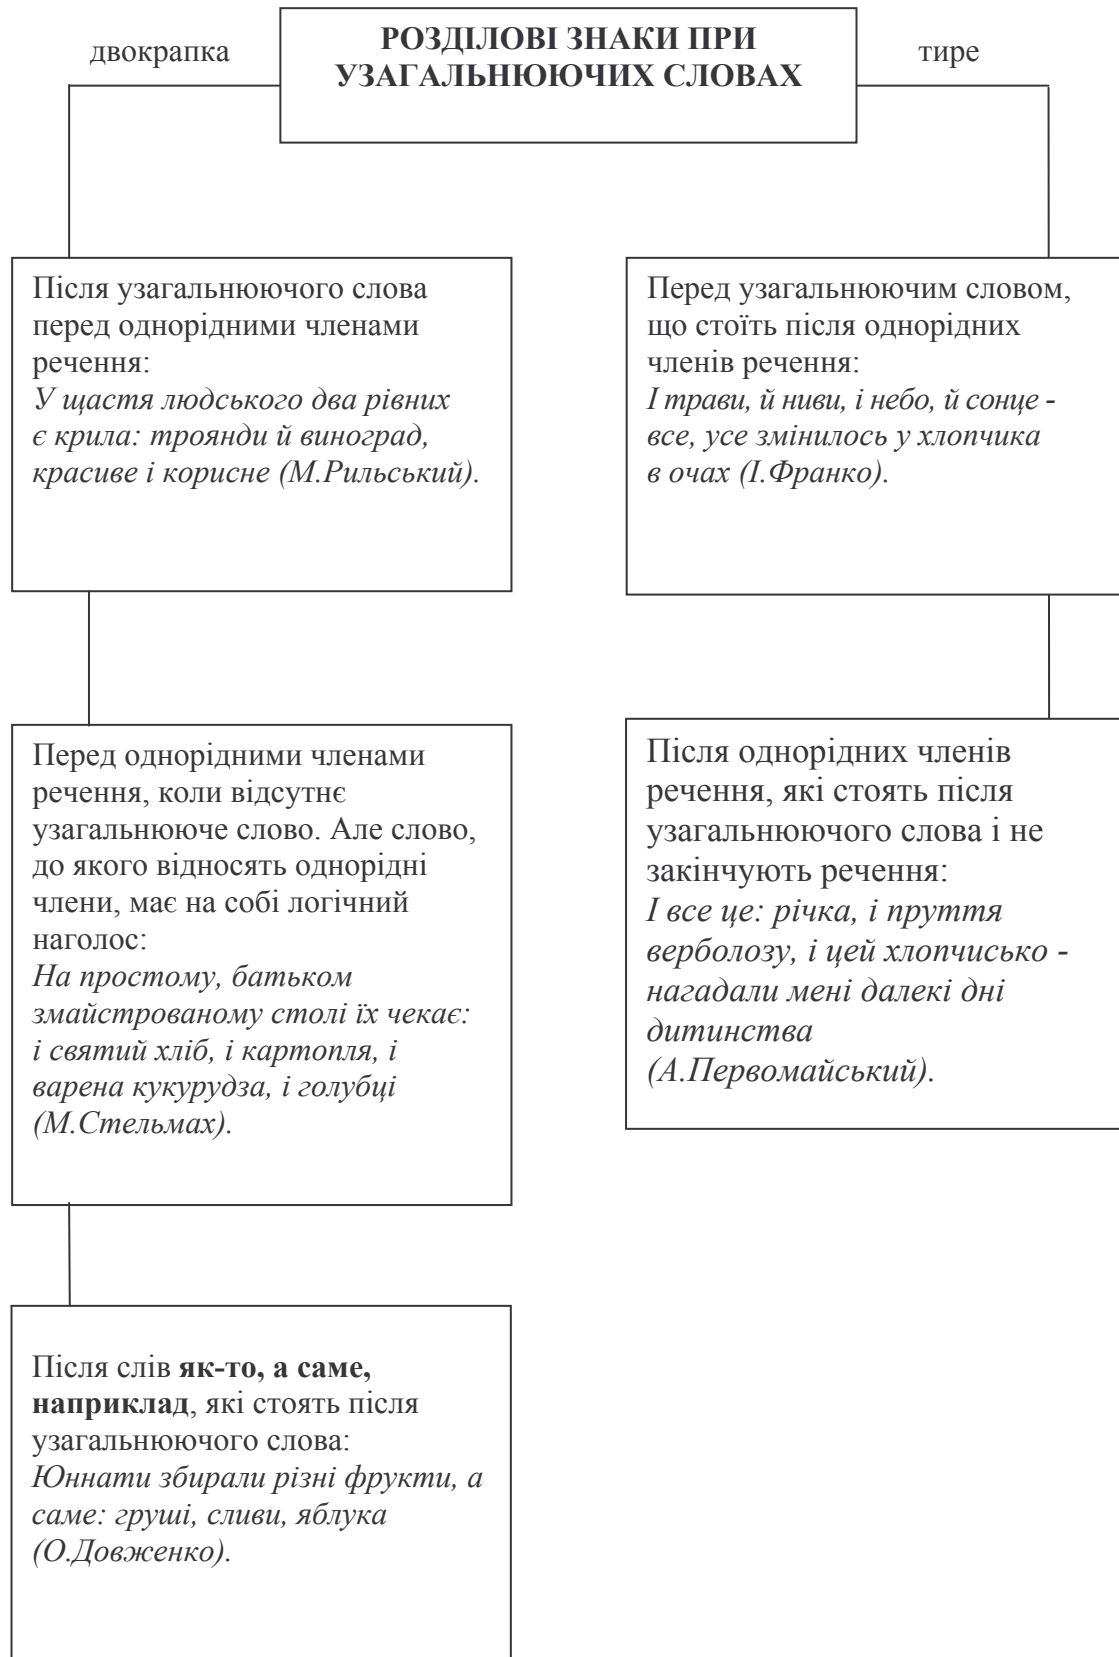 двокрапка
РОЗДІЛОВІ ЗНАКИ ПРИ
УЗАГАЛЬНЮЮЧИХ СЛОВАХ
тире
Після узагальнюючого слова
перед однорідними членами
речення:
У щастя людського два рівних
є крила: троянди й виноград,
красиве і корисне (М.Рильський).
Перед однорідними членами
речення, коли відсутнє
узагальнююче слово. Але слово,
до якого відносять однорідні
члени, має на собі логічний
наголос:
На простому, батьком
змайстрованому столі їх чекає:
і святий хліб, і картопля, і
варена кукурудза, і голубці
(М.Стельмах).
Після слів як-то, а саме,
наприклад, які стоять після
узагальнюючого слова:
Юннати збирали різні фрукти, а
саме: груші, сливи, яблука
(О.Довженко).
Перед узагальнюючим словом,
що стоїть після однорідних
членів речення:
І трави, й ниви, і небо, й сонце -
все, усе змінилось у хлопчика
в очах (І.Франко).
Після однорідних членів
речення, які стоять після
узагальнюючого слова і не
закінчують речення:
І все це: річка, і пруття
верболозу, і цей хлопчисько -
нагадали мені далекі дні
дитинства
(А.Первомайський).